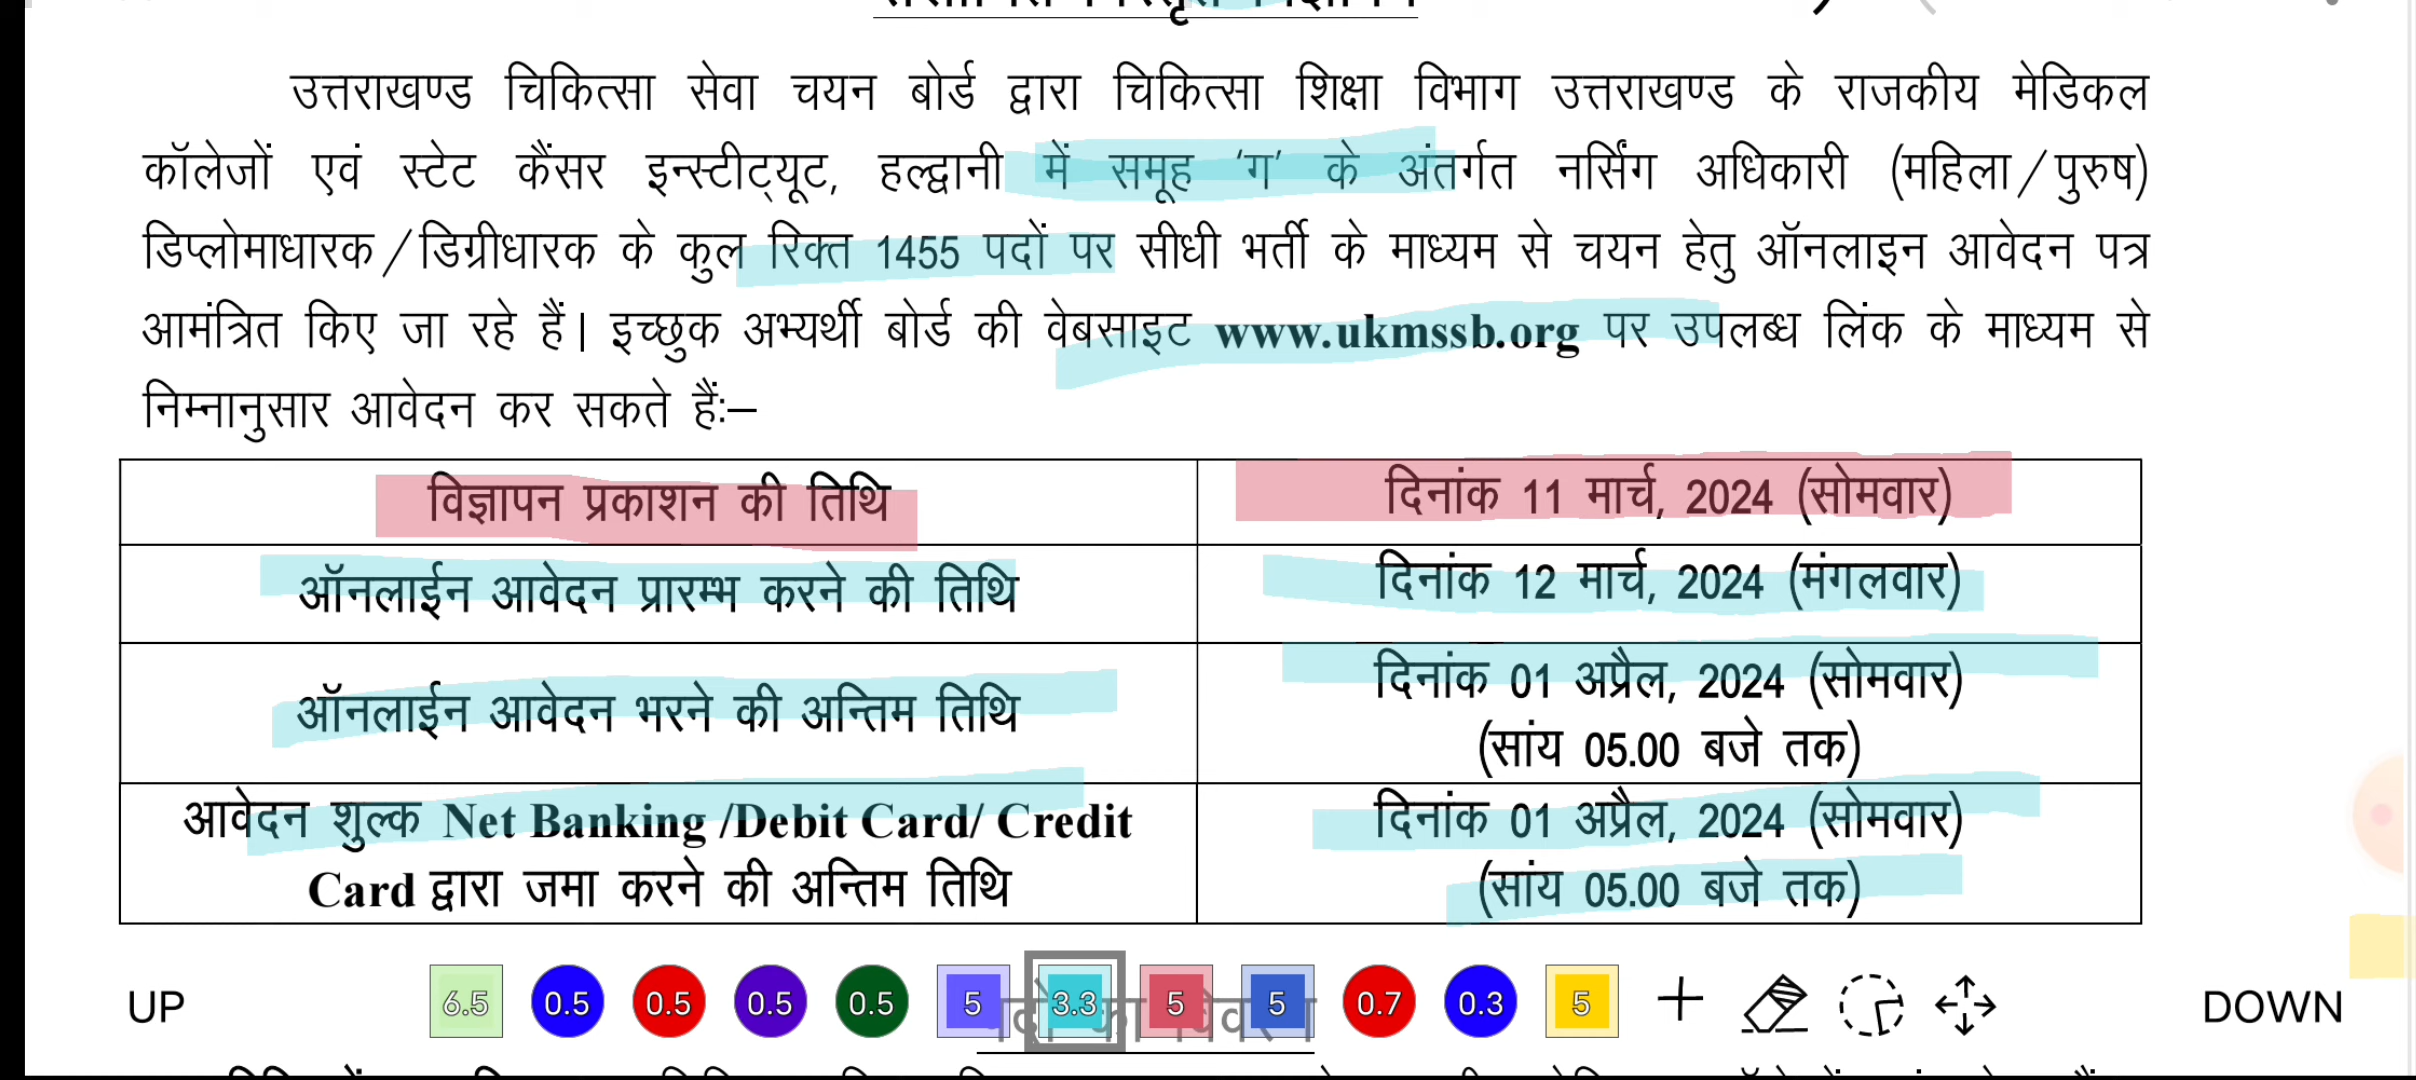 उत्तराखण्ड चिकित्सा सेवा चयन बोर्ड द्वारा चिकित्सा शिक्षा विभाग उत्तराखण्ड के राजकीय मेडिकल
कॉलेजों एवं स्टेट कैंसर इन्स्टीट्यूट, हल्द्वानी में समूह ‘ग’ के अंतर्गत नर्सिंग अधिकारी (महिला/पुरुष)
डिप्लोमाधारक/डिग्रीधारक के कुल रिक्त 1455 पदों पर सीधी भर्ती के माध्यम से चयन हेतु ऑनलाइन आवेदन पत्र
आमंत्रित किए जा रहे हैं। इच्छुक अभ्यर्थी बोर्ड की वेबसाइट www.ukmssb.org पर उपलब्ध लिंक के माध्यम से
निम्नानुसार आवेदन कर सकते हैं:–
विज्ञापन प्रकाशन की तिथि दिनांक 11 मार्च, 2024 (सोमवार)
ऑनलाईन आवेदन प्रारम्भ करने की तिथि दिनांक 12 मार्च, 2024 (मंगलवार)
ऑनलाईन आवेदन भरने की अन्तिम तिथि दिनांक 01 अप्रैल, 2024 (सोमवार)
(सांय 05.00 बजे तक)
आवेदन शुल्क Net Banking /Debit Card/ Credit दिनांक 01 अप्रैल, 2024 (सोमवार)
Card द्वारा जमा करने की अन्तिम तिथि (सांय 05.00 बजे तक)
UP 6.5 0.5 0.5 0.5 0.5 5 3.3 5 5 0.7 0.3 5 DOWN